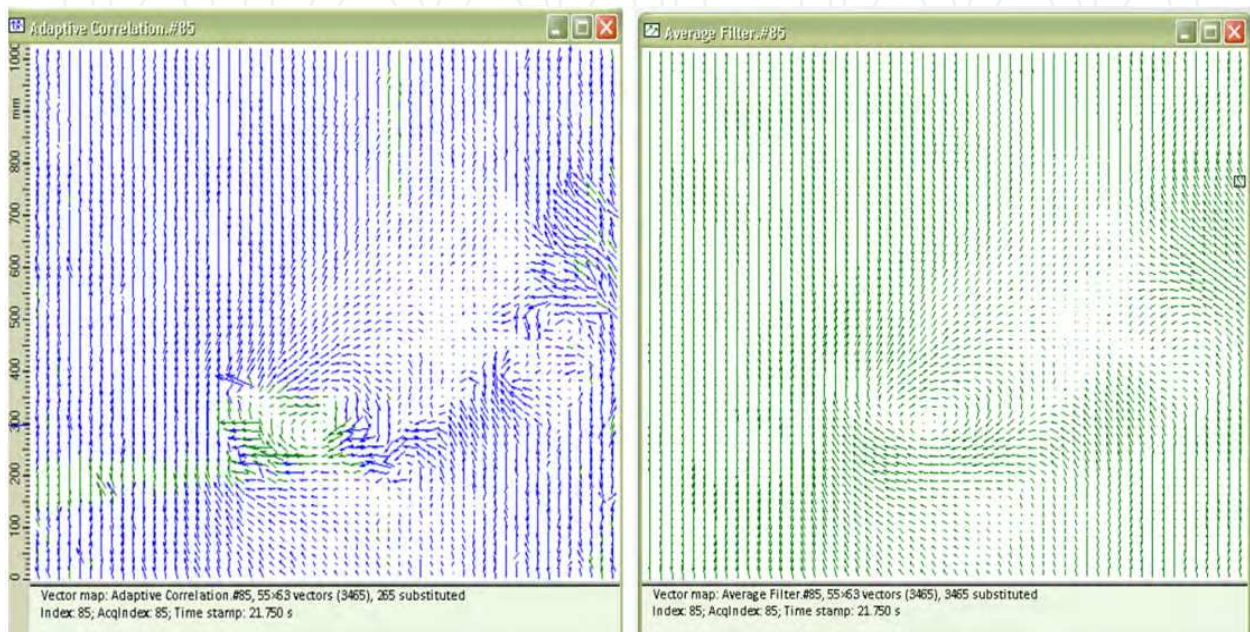 Adaptive Correlation.#85
1000
mm
800
700
600
500
400
300
200
100
0
Vector map: Adaptive Correlation.#85, 55×63 vectors (3465), 265 substituted
Index: 85; AcqIndex: 85; Time stamp: 21.750 s
Average Filter.#85
Vector map: Average Filter.#85, 55×63 vectors (3465), 3465 substituted
Index: 85; AcqIndex: 85; Time stamp: 21.750 s